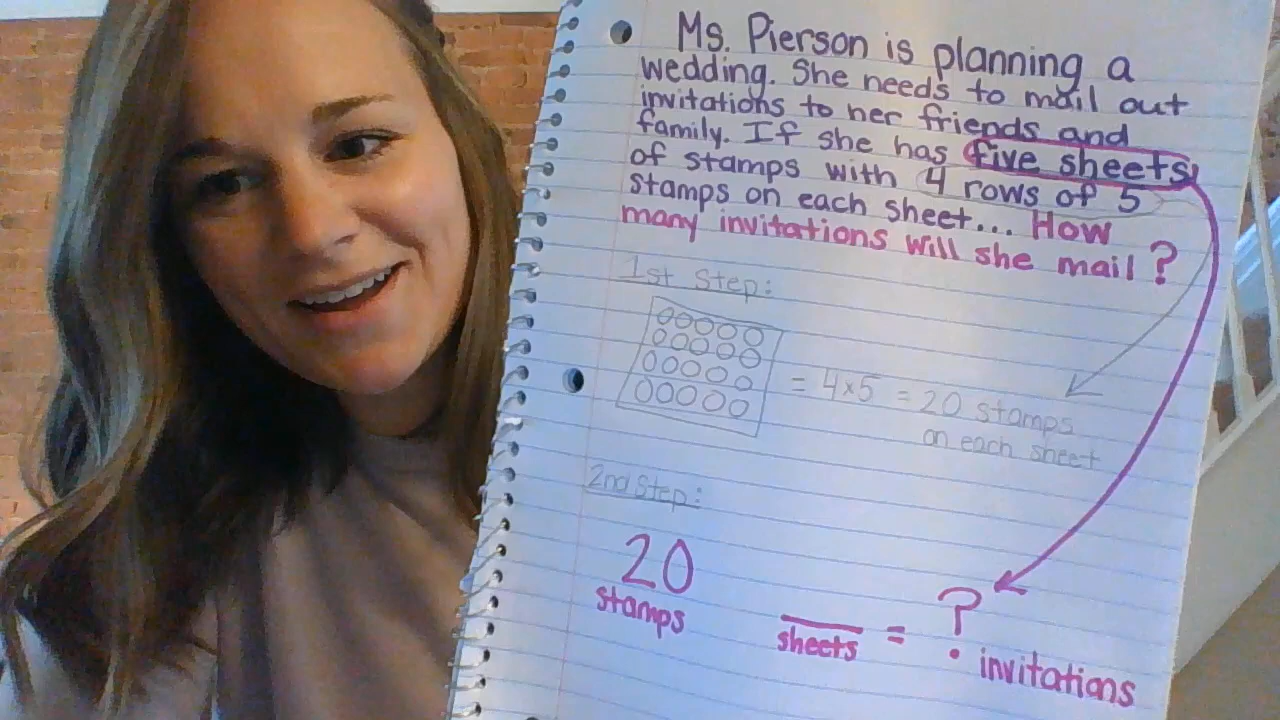 Ms. Pierson is planning a
wedding. She needs to mail out
invitations to her friends and
family. If she has five sheets
of stamps with 4 rows of 5
stamps on each sheet... How
many invitations will she mail?
1st Step:
= 4x5 = 20 stamps
on each sheet
2nd Step:
20
stamps
sheets = ?
invitations